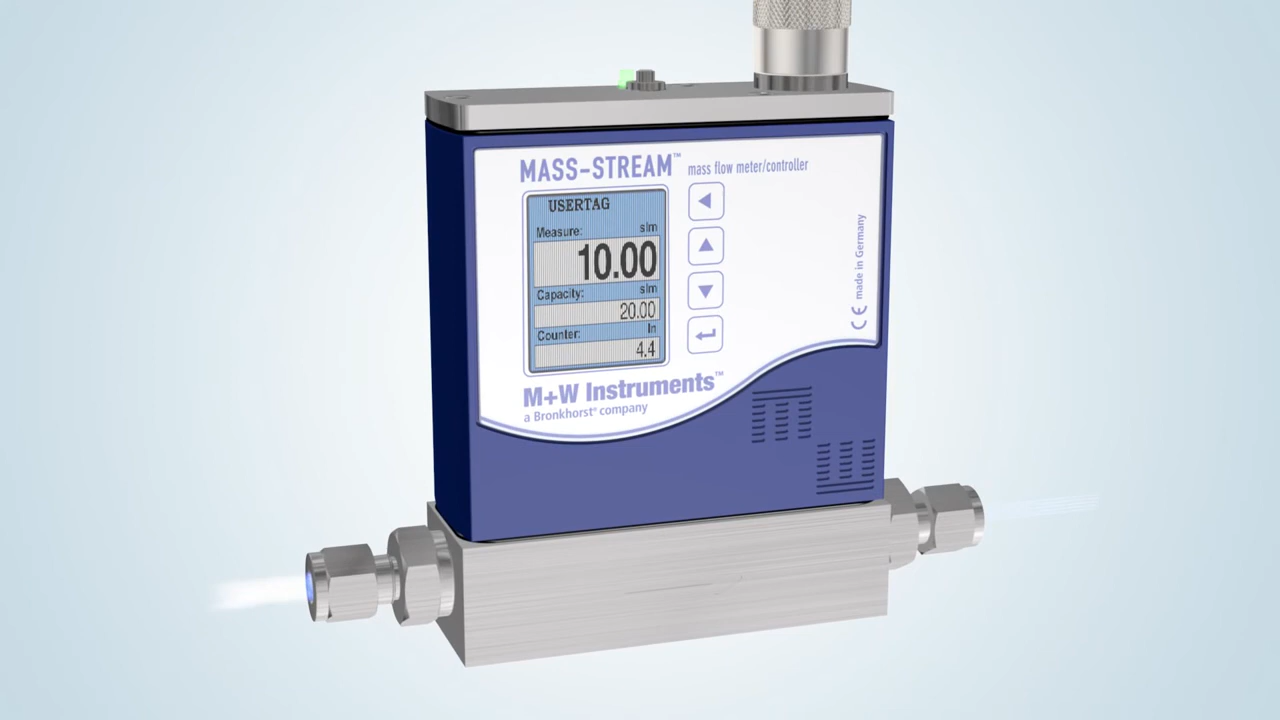 MASS-STREAM™ mass flow meter/controller
USERTAG
Measure: slm
10.00
Capacity: slm
20.00
Counter: ln
4.4
M+W Instruments™
a Bronkhorst® company
CE made in Germany